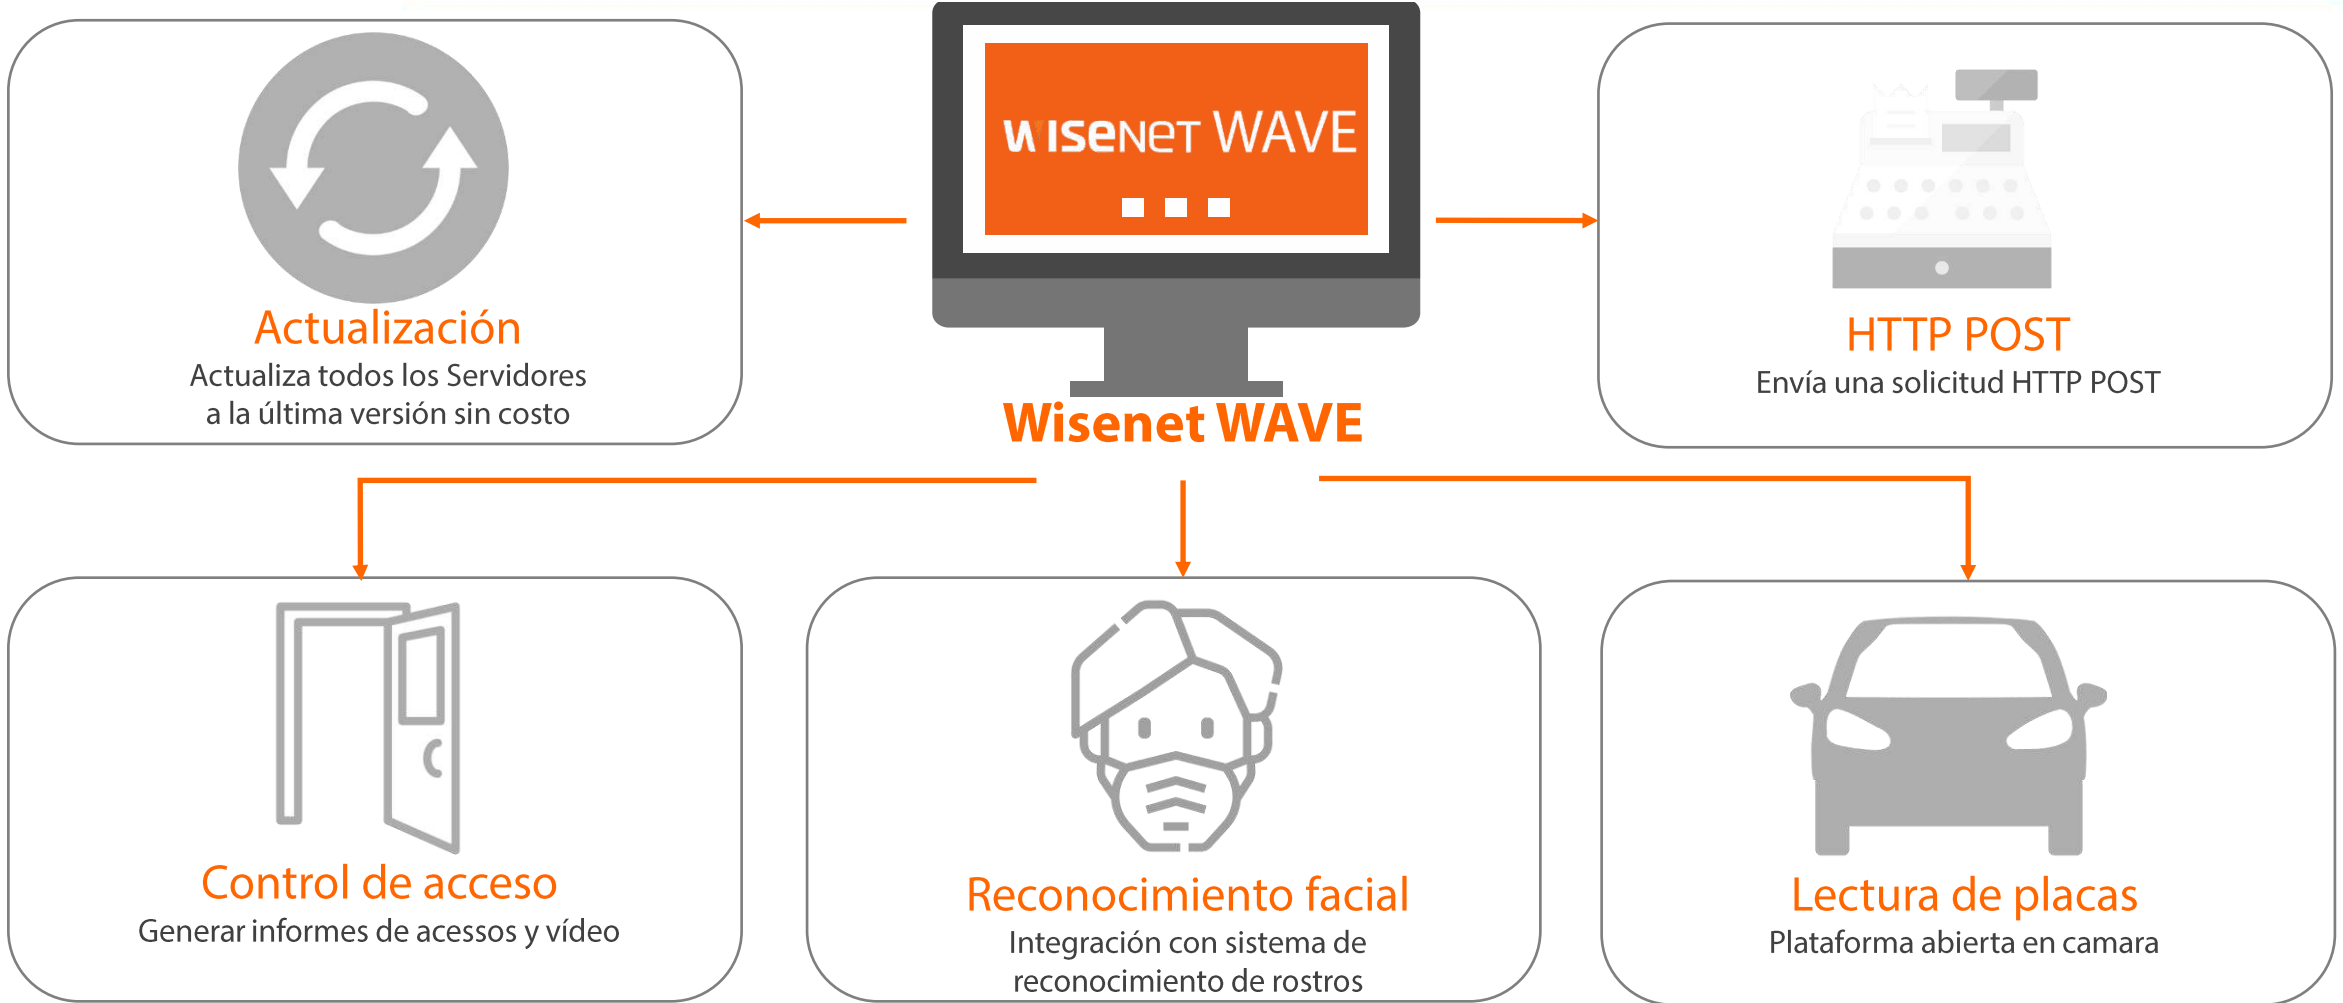 WISENET WAVE
Wisenet WAVE
Actualización
Actualiza todos los Servidores
a la última versión sin costo
HTTP POST
Envía una solicitud HTTP POST
Control de acceso
Generar informes de acessos y vídeo
Reconocimiento facial
Integración con sistema de
reconocimiento de rostros
Lectura de placas
Plataforma abierta en camara